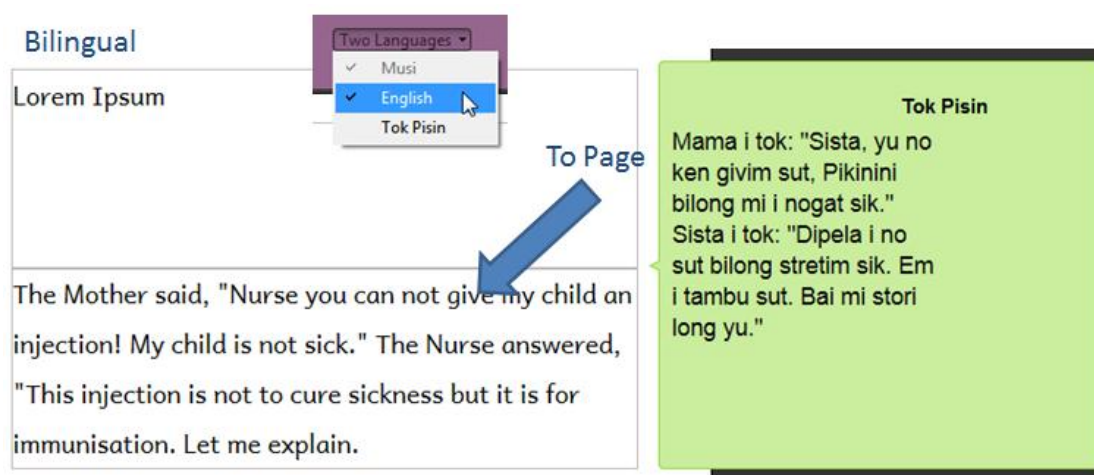 Bilingual
Two Languages
Musi
English
Tok Pisin
Lorem Ipsum
To Page
The Mother said, "Nurse you can not give my child an
injection! My child is not sick." The Nurse answered,
"This injection is not to cure sickness but it is for
immunisation. Let me explain.
Tok Pisin
Mama i tok: "Sista, yu no
ken givim sut, Pikinini
bilong mi i nogat sik."
Sista i tok: "Dipela i no
sut bilong stretim sik. Em
i tambu sut. Bai mi stori
long yu."